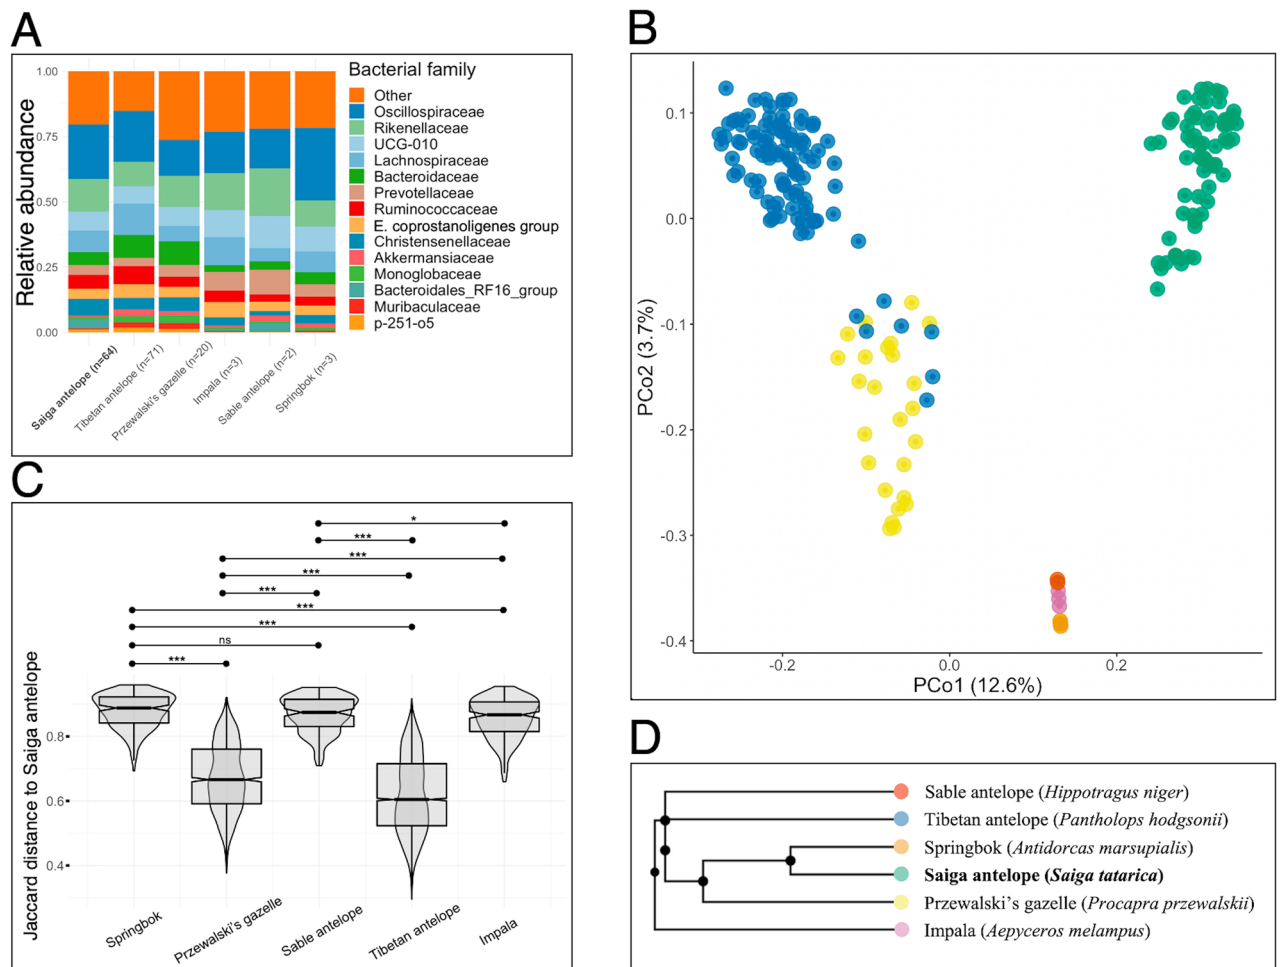 A
Relative abundance
1.00
0.75
0.50
0.25
0.00
Saiga antelope (n=64)
Tibetan antelope (n=71)
Przewalski's gazelle (n=20)
Impala (n=3)
Sable antelope (n=2)
Springbok (n=3)
Bacterial family
Other
Oscillospiraceae
Rikenellaceae
UCG-010
Lachnospiraceae
Bacteroidaceae
Prevotellaceae
Ruminococcaceae
E. coprostanoligenes group
Christensenellaceae
Akkermansiaceae
Monoglobaceae
Bacteroidales_RF16_group
Muribaculaceae
p-251-o5
B
PCo2 (3.7%)
0.1
0.0
-0.1
-0.2
-0.3
-0.4
-0.2
0.0
0.2
PCo1 (12.6%)
C
Jaccard distance to Saiga antelope
*
***
***
***
***
***
***
ns
***
0.8
0.6
0.4
Springbok
Przewalski's gazelle
Sable antelope
Tibetan antelope
Impala
D
Sable antelope (Hippotragus niger)
Tibetan antelope (Pantholops hodgsonii)
Springbok (Antidorcas marsupialis)
Saiga antelope (Saiga tatarica)
Przewalski's gazelle (Procapra przewalskii)
Impala (Aepyceros melampus)